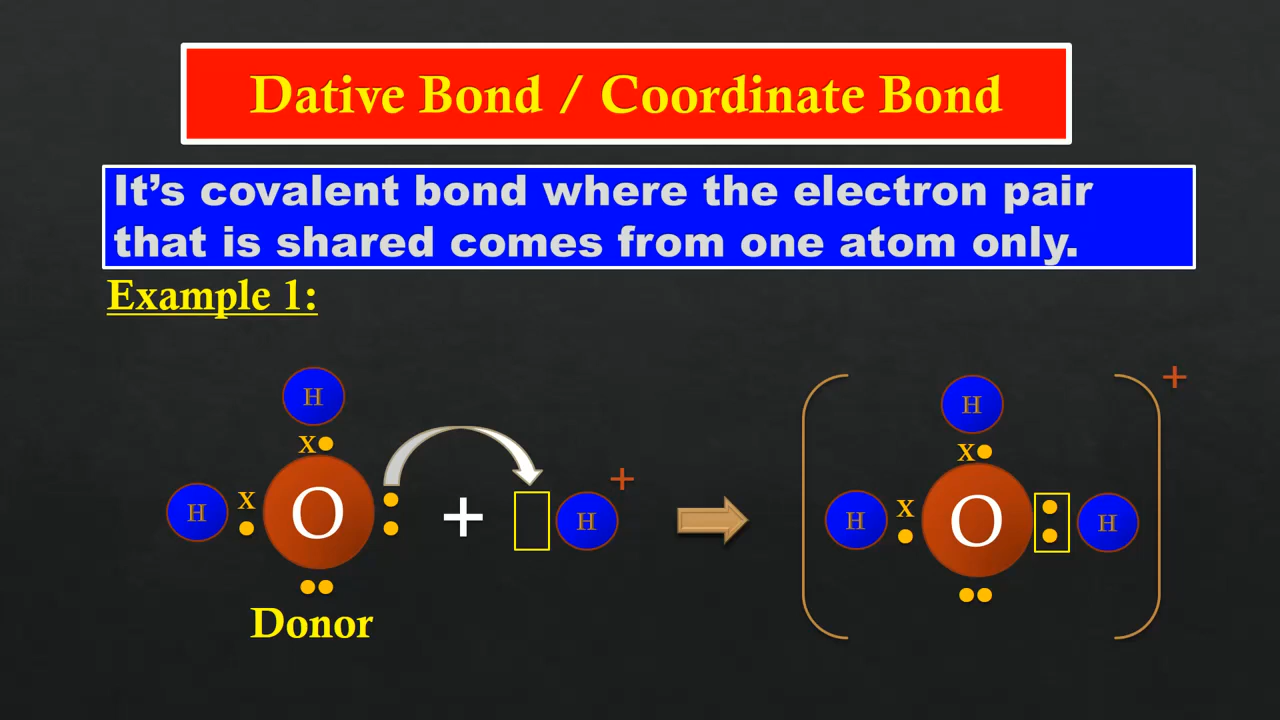 Dative Bond / Coordinate Bond
It's covalent bond where the electron pair
that is shared comes from one atom only.
Example 1:
H
x
H x O + H +
Donor
+
H
x
H x O H